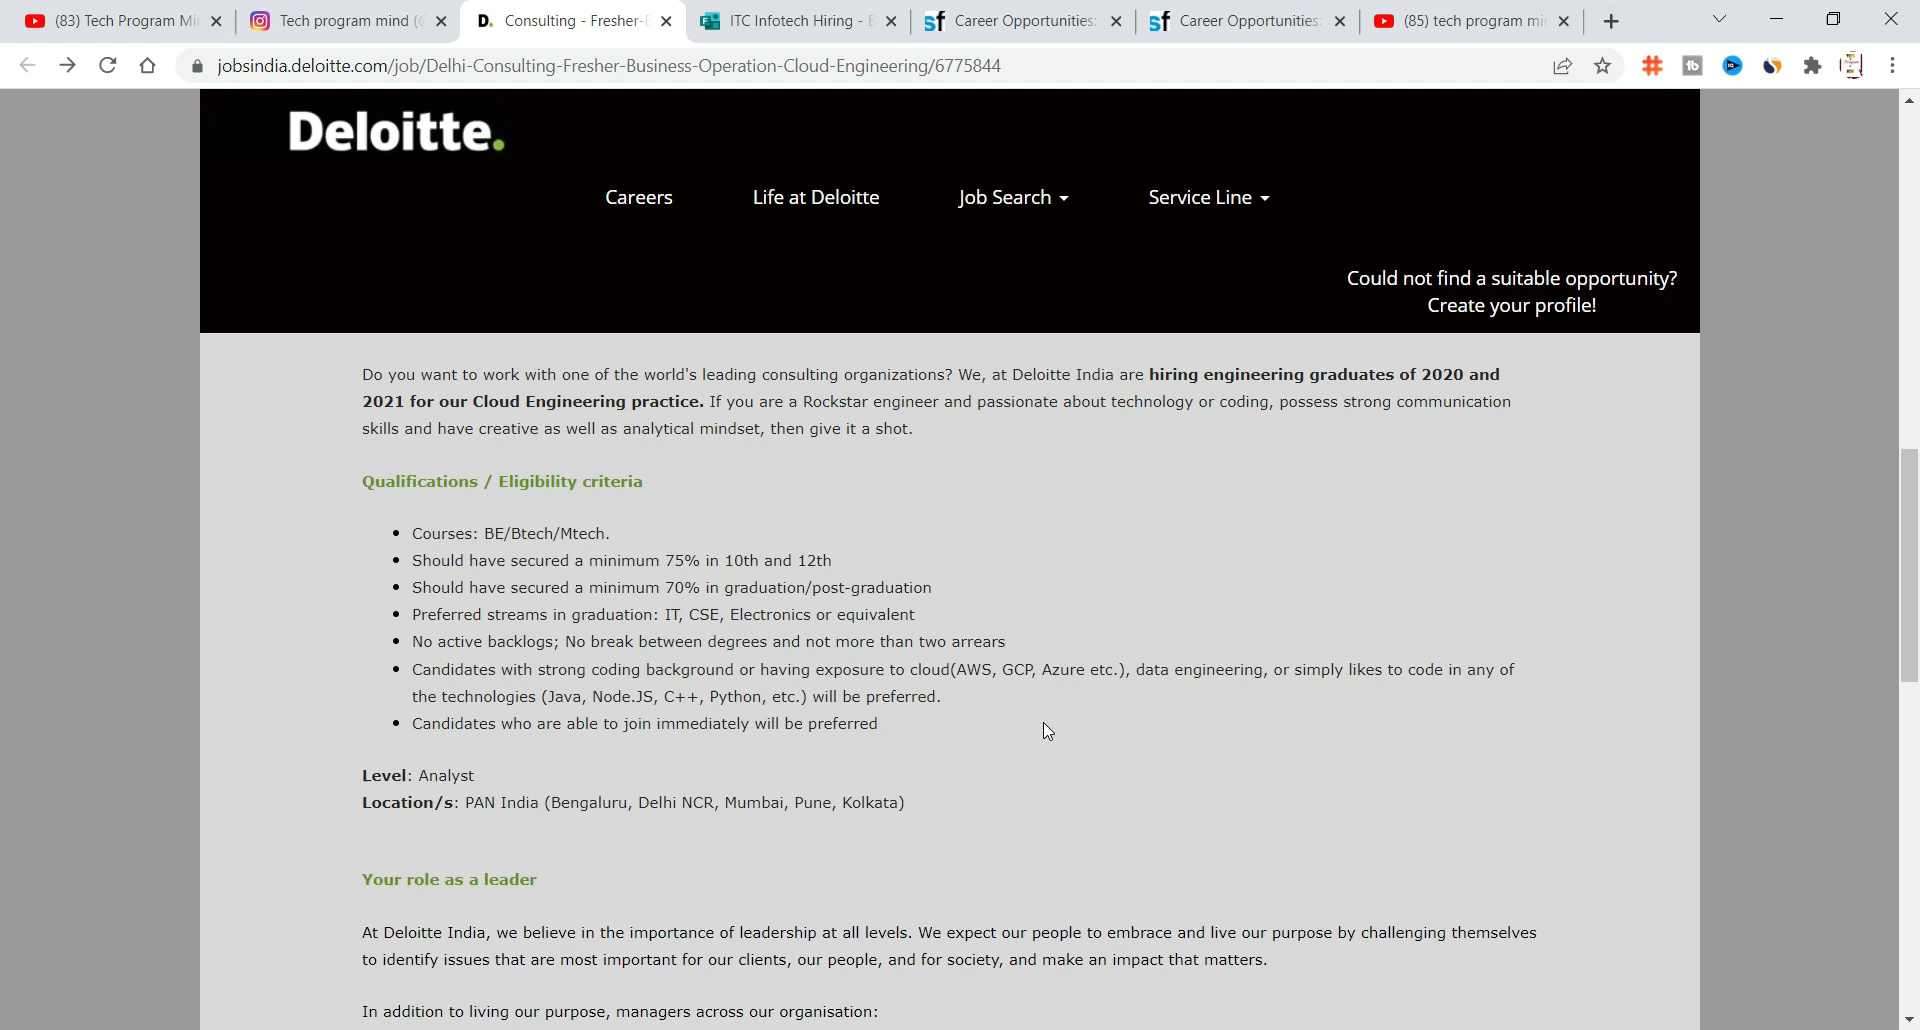 (83) Tech Program Mi
Tech program mind (
D. Consulting - Fresher-
ITC Infotech Hiring -
sf Career Opportunities:
sf Career Opportunities:
(85) tech program mi
jobsindia.deloitte.com/job/Delhi-Consulting-Fresher-Business-Operation-Cloud-Engineering/6775844
Deloitte.
Careers Life at Deloitte Job Search Service Line
Could not find a suitable opportunity?
Create your profile!
Do you want to work with one of the world's leading consulting organizations? We, at Deloitte India are hiring engineering graduates of 2020 and
2021 for our Cloud Engineering practice. If you are a Rockstar engineer and passionate about technology or coding, possess strong communication
skills and have creative as well as analytical mindset, then give it a shot.
Qualifications / Eligibility criteria
• Courses: BE/Btech/Mtech.
• Should have secured a minimum 75% in 10th and 12th
• Should have secured a minimum 70% in graduation/post-graduation
• Preferred streams in graduation: IT, CSE, Electronics or equivalent
• No active backlogs; No break between degrees and not more than two arrears
• Candidates with strong coding background or having exposure to cloud(AWS, GCP, Azure etc.), data engineering, or simply likes to code in any of
the technologies (Java, Node.JS, C++, Python, etc.) will be preferred.
• Candidates who are able to join immediately will be preferred
Level: Analyst
Location/s: PAN India (Bengaluru, Delhi NCR, Mumbai, Pune, Kolkata)
Your role as a leader
At Deloitte India, we believe in the importance of leadership at all levels. We expect our people to embrace and live our purpose by challenging themselves
to identify issues that are most important for our clients, our people, and for society, and make an impact that matters.
In addition to living our purpose, managers across our organisation: